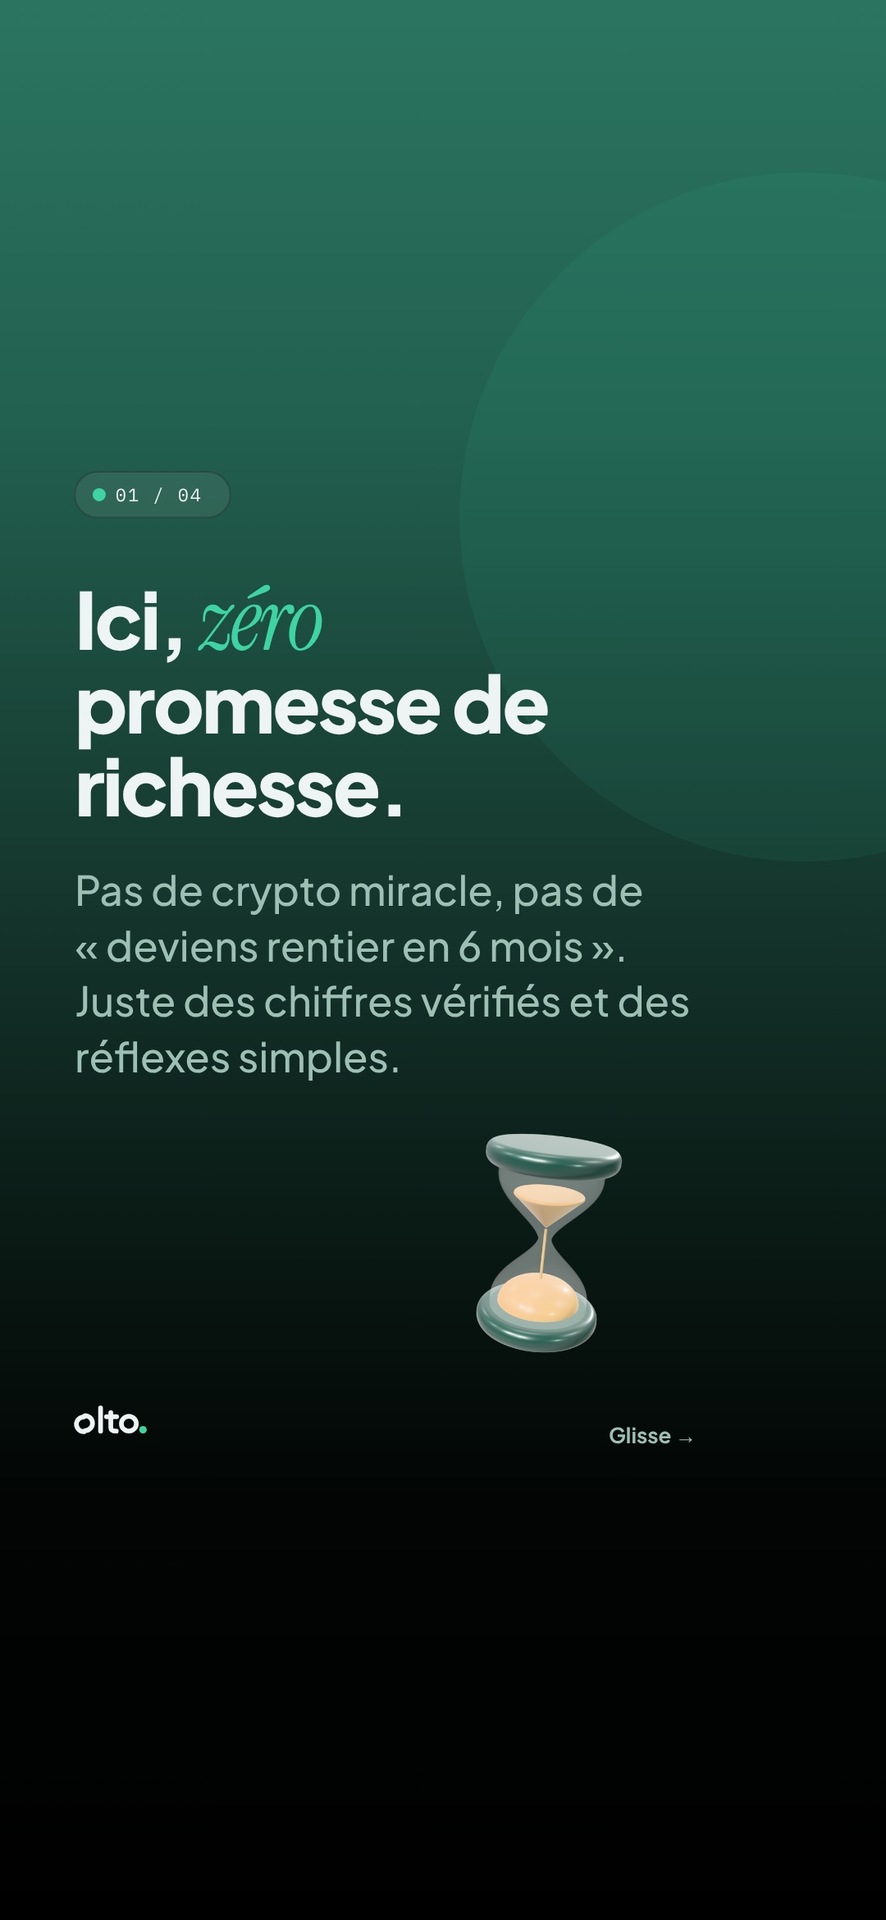 01 / 04
Ici, zéro
promesse de
richesse.
Pas de crypto miracle, pas de
« deviens rentier en 6 mois ».
Juste des chiffres vérifiés et des
réflexes simples.
olto.
Glisse →